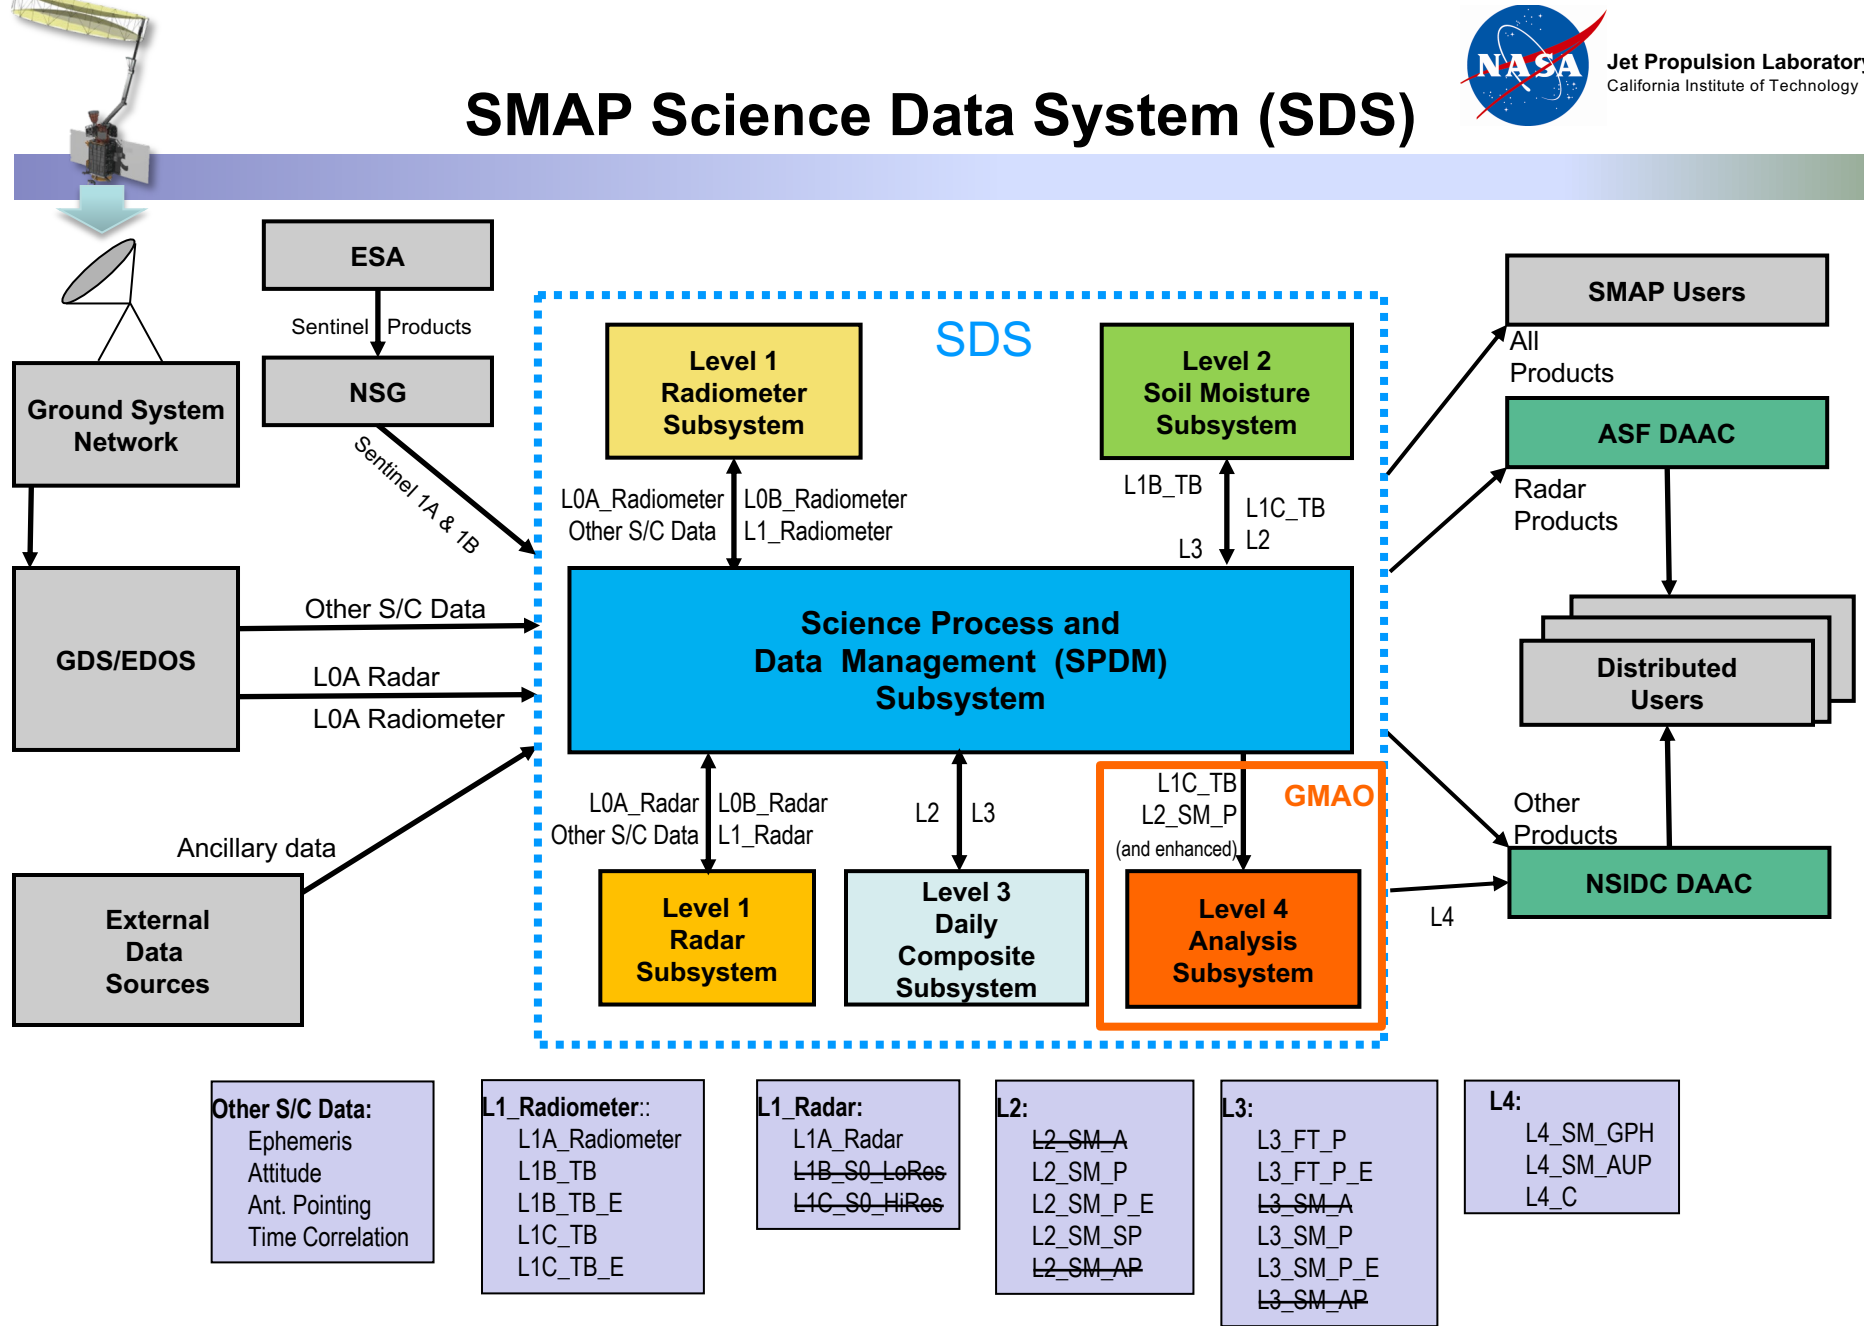 NASA
Jet Propulsion Laboratory
California Institute of Technology
SMAP Science Data System (SDS)
ESA
Sentinel Products
NSG
Sentinel 1A & 1B
Ground System
Network
GDS/EDOS
Other S/C Data
L0A Radar
L0A Radiometer
Ancillary data
External
Data
Sources
SDS
Level 1
Radiometer
Subsystem
L0A_Radiometer
Other S/C Data
L0B_Radiometer
L1_Radiometer
Level 2
Soil Moisture
Subsystem
L1B_TB
L3
L1C_TB
L2
Science Process and
Data Management (SPDM)
Subsystem
L0A_Radar
Other S/C Data
L0B_Radar
L1_Radar
Level 1
Radar
Subsystem
L2
L3
Level 3
Daily
Composite
Subsystem
L1C_TB
L2_SM_P
(and enhanced)
GMAO
Level 4
Analysis
Subsystem
SMAP Users
All
Products
ASF DAAC
Radar
Products
Distributed
Users
Other
Products
NSIDC DAAC
L4
Other S/C Data:
Ephemeris
Attitude
Ant. Pointing
Time Correlation
L1_Radiometer::
L1A_Radiometer
L1B_TB
L1B_TB_E
L1C_TB
L1C_TB_E
L1_Radar:
L1A_Radar
L1B_S0_LoRes
L1C_S0_HiRes
L2:
L2_SM_A
L2_SM_P
L2_SM_P_E
L2_SM_SP
L2_SM_AP
L3:
L3_FT_P
L3_FT_P_E
L3_SM_A
L3_SM_P
L3_SM_P_E
L3_SM_AP
L4:
L4_SM_GPH
L4_SM_AUP
L4_C